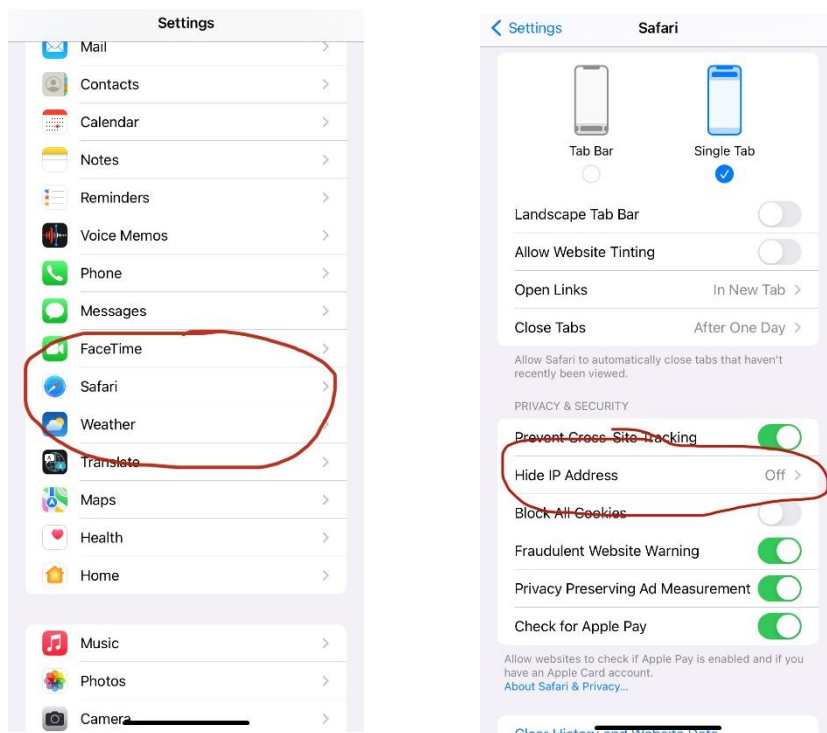 Settings
Mail
Contacts
Calendar
Notes
Reminders
Voice Memos
Phone
Messages
FaceTime
Safari
Weather
Translate
Maps
Health
Home
Music
Photos
Camera
Settings Safari
Tab Bar Single Tab
Landscape Tab Bar
Allow Website Tinting
Open Links In New Tab
Close Tabs After One Day
Allow Safari to automatically close tabs that haven't
recently been viewed.
PRIVACY & SECURITY
Prevent Cross-Site Tracking
Hide IP Address Off
Block All Cookies
Fraudulent Website Warning
Privacy Preserving Ad Measurement
Check for Apple Pay
Allow websites to check if Apple Pay is enabled and if you
have an Apple Card account.
About Safari & Privacy...
Clear History and Website Data